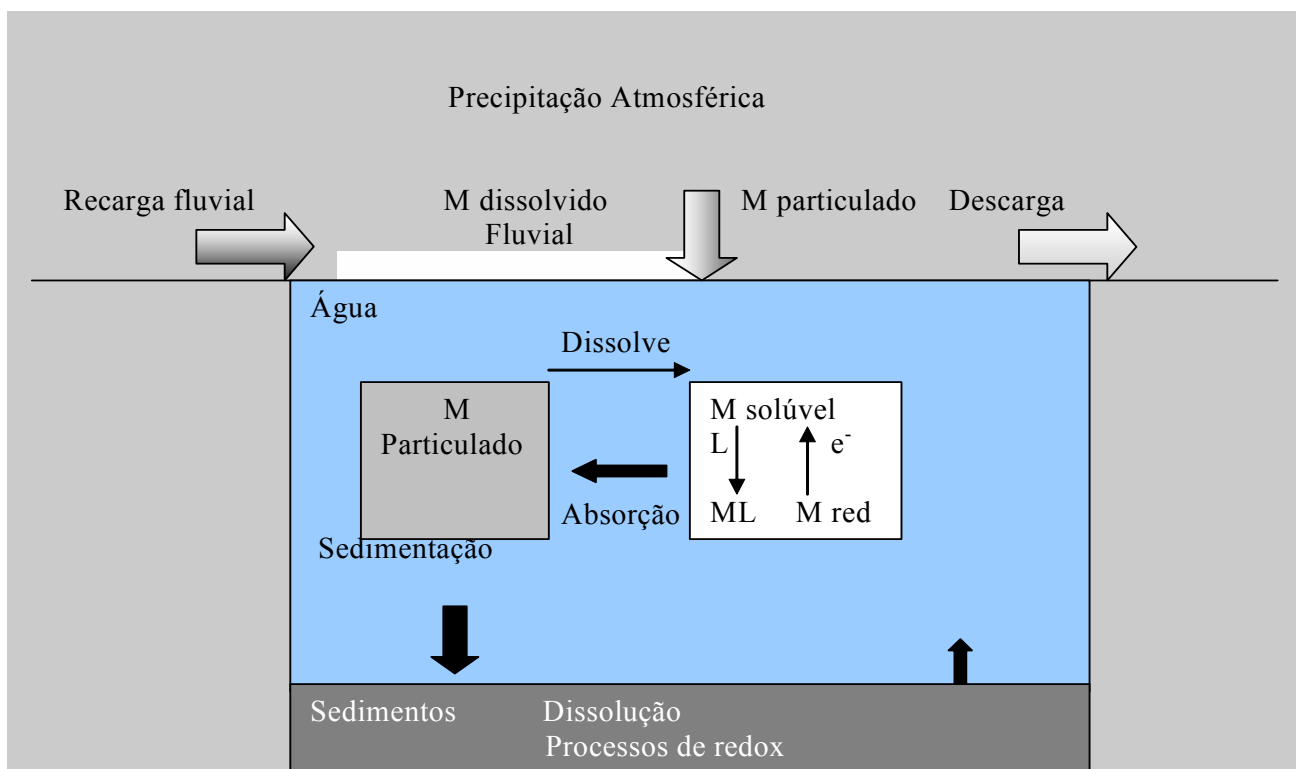 Precipitação Atmosférica
Recarga fluvial
M dissolvido
Fluvial
M particulado
Descarga
Água
Dissolve
M
Particulado
M solúvel
L
e-
ML
M red
Absorção
Sedimentação
Sedimentos
Dissolução
Processos de redox